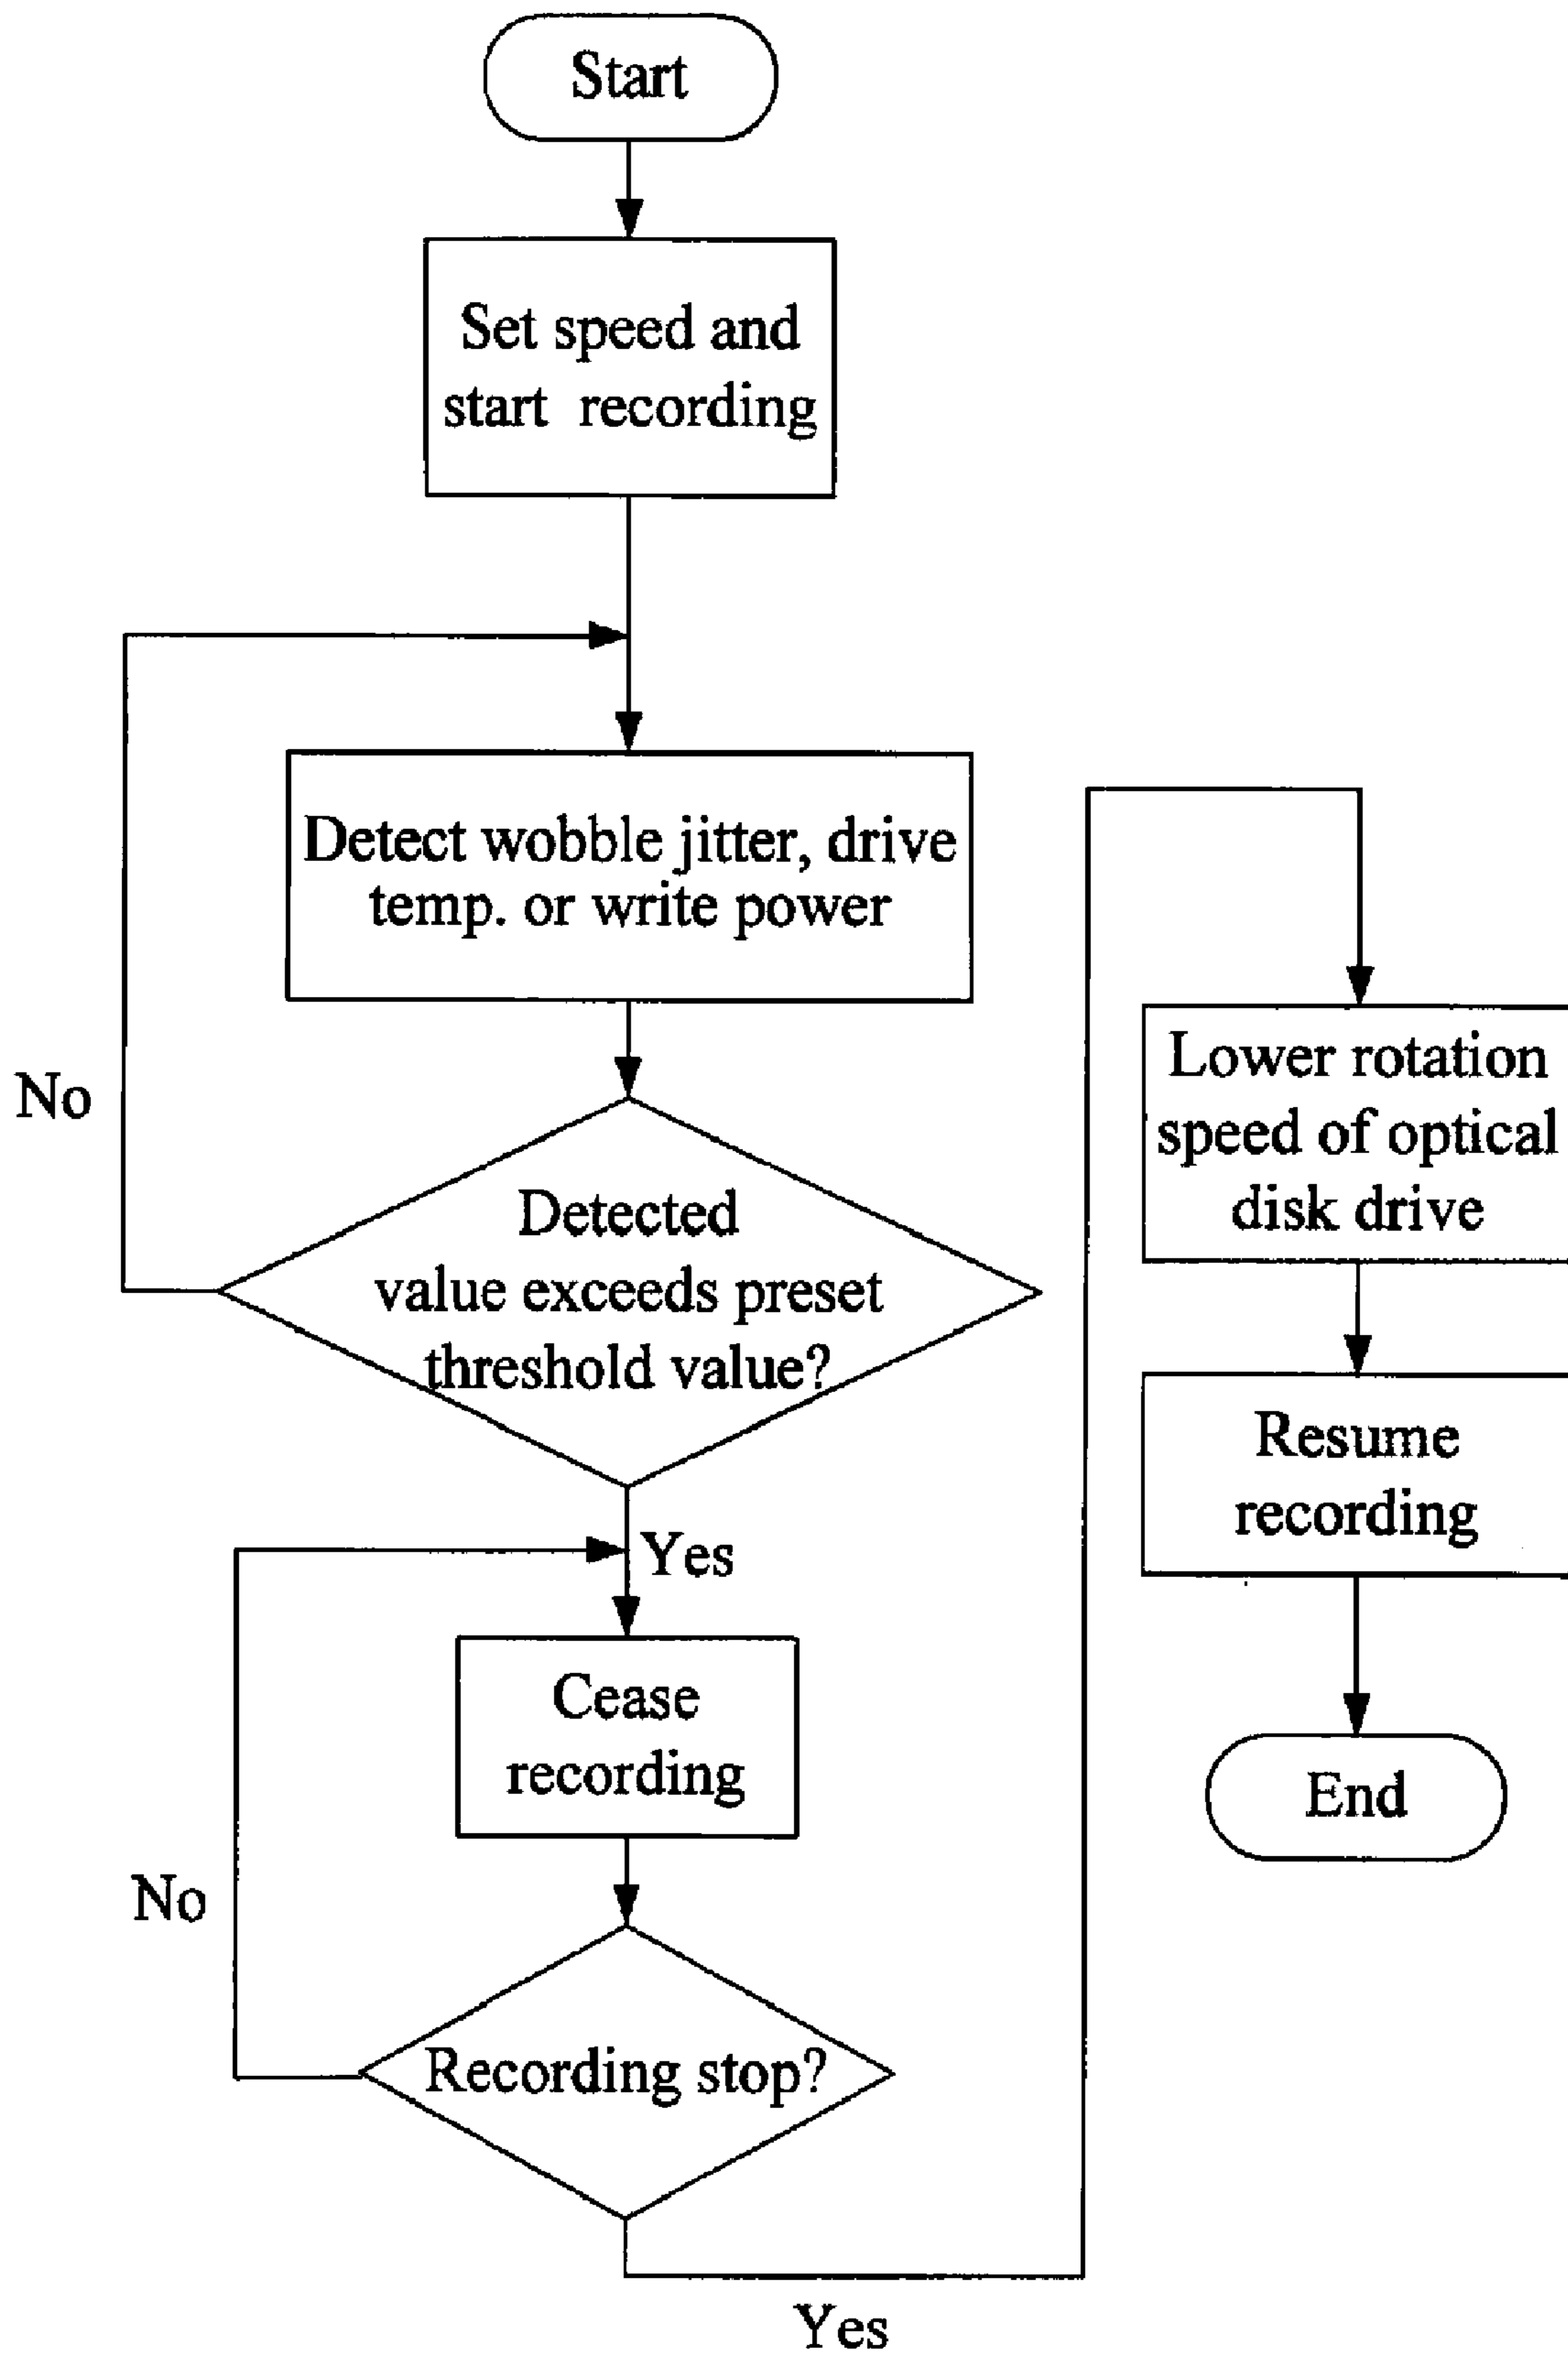 Start
Set speed and
start recording
Detect wobble jitter, drive
temp. or write power
No
Detected
value exceeds preset
threshold value?
Yes
Cease
recording
No
Recording stop?
Yes
Lower rotation
speed of optical
disk drive
Resume
recording
End